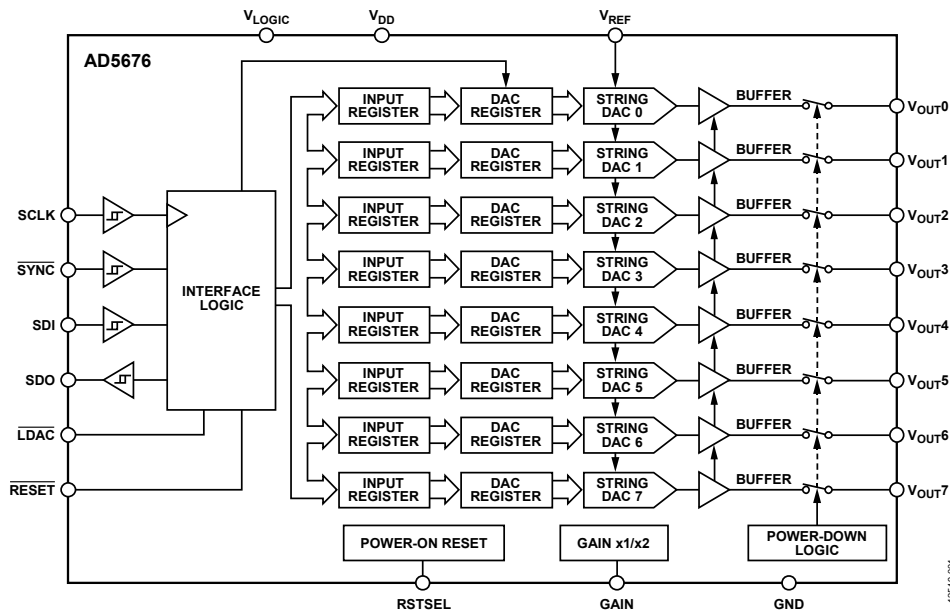 VLOGIC
VDD
VREF
AD5676
INPUT
REGISTER
DAC
REGISTER
STRING
DAC 0
BUFFER
VOUT0
INPUT
REGISTER
DAC
REGISTER
STRING
DAC 1
BUFFER
VOUT1
SCLK
INPUT
REGISTER
DAC
REGISTER
STRING
DAC 2
BUFFER
VOUT2
SYNC
INTERFACE
LOGIC
INPUT
REGISTER
DAC
REGISTER
STRING
DAC 3
BUFFER
VOUT3
SDI
INPUT
REGISTER
DAC
REGISTER
STRING
DAC 4
BUFFER
VOUT4
SDO
INPUT
REGISTER
DAC
REGISTER
STRING
DAC 5
BUFFER
VOUT5
LDAC
INPUT
REGISTER
DAC
REGISTER
STRING
DAC 6
BUFFER
VOUT6
RESET
INPUT
REGISTER
DAC
REGISTER
STRING
DAC 7
BUFFER
VOUT7
POWER-ON RESET
GAIN x1/x2
POWER-DOWN
LOGIC
RSTSEL
GAIN
GND